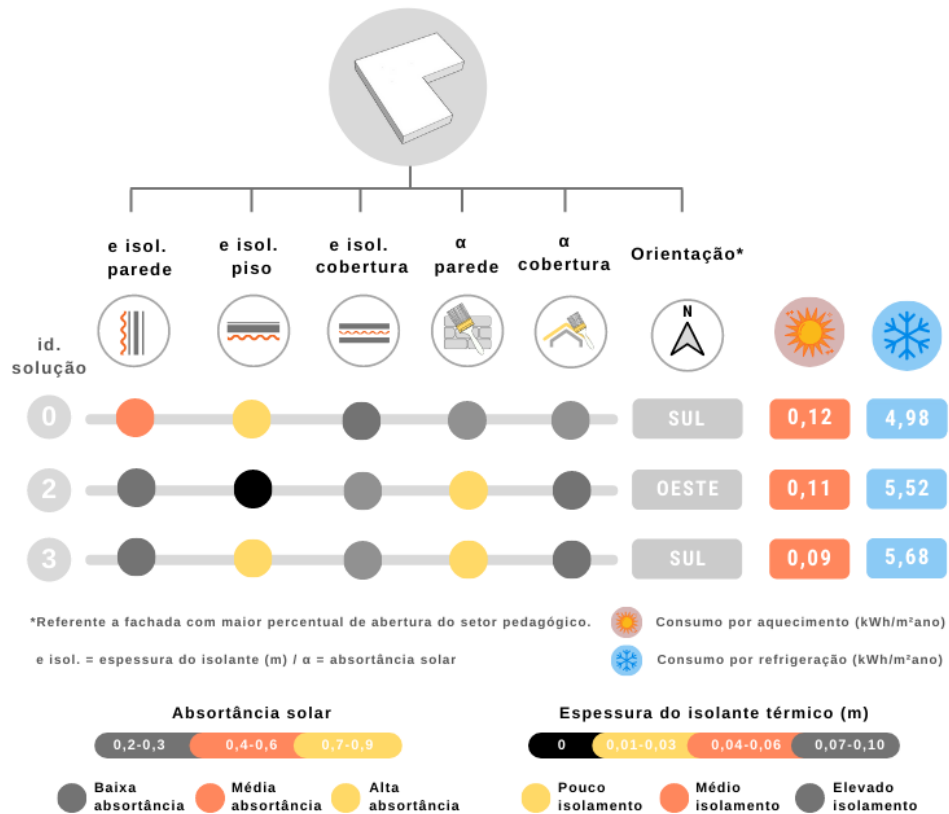 e isol.
parede
e isol.
piso
e isol.
cobertura
α
parede
α
cobertura
Orientação*
N
id.
solução
0 SUL 0,12 4,98
2 OESTE 0,11 5,52
3 SUL 0,09 5,68
*Referente a fachada com maior percentual de abertura do setor pedagógico.
Consumo por aquecimento (kWh/m²ano)
e isol. = espessura do isolante (m) / α = absortância solar
Consumo por refrigeração (kWh/m²ano)
Absortância solar
0,2-0,3 0,4-0,6 0,7-0,9
Baixa
absortância
Média
absortância
Alta
absortância
Espessura do isolante térmico (m)
0 0,01-0,03 0,04-0,06 0,07-0,10
Pouco
isolamento
Médio
isolamento
Elevado
isolamento